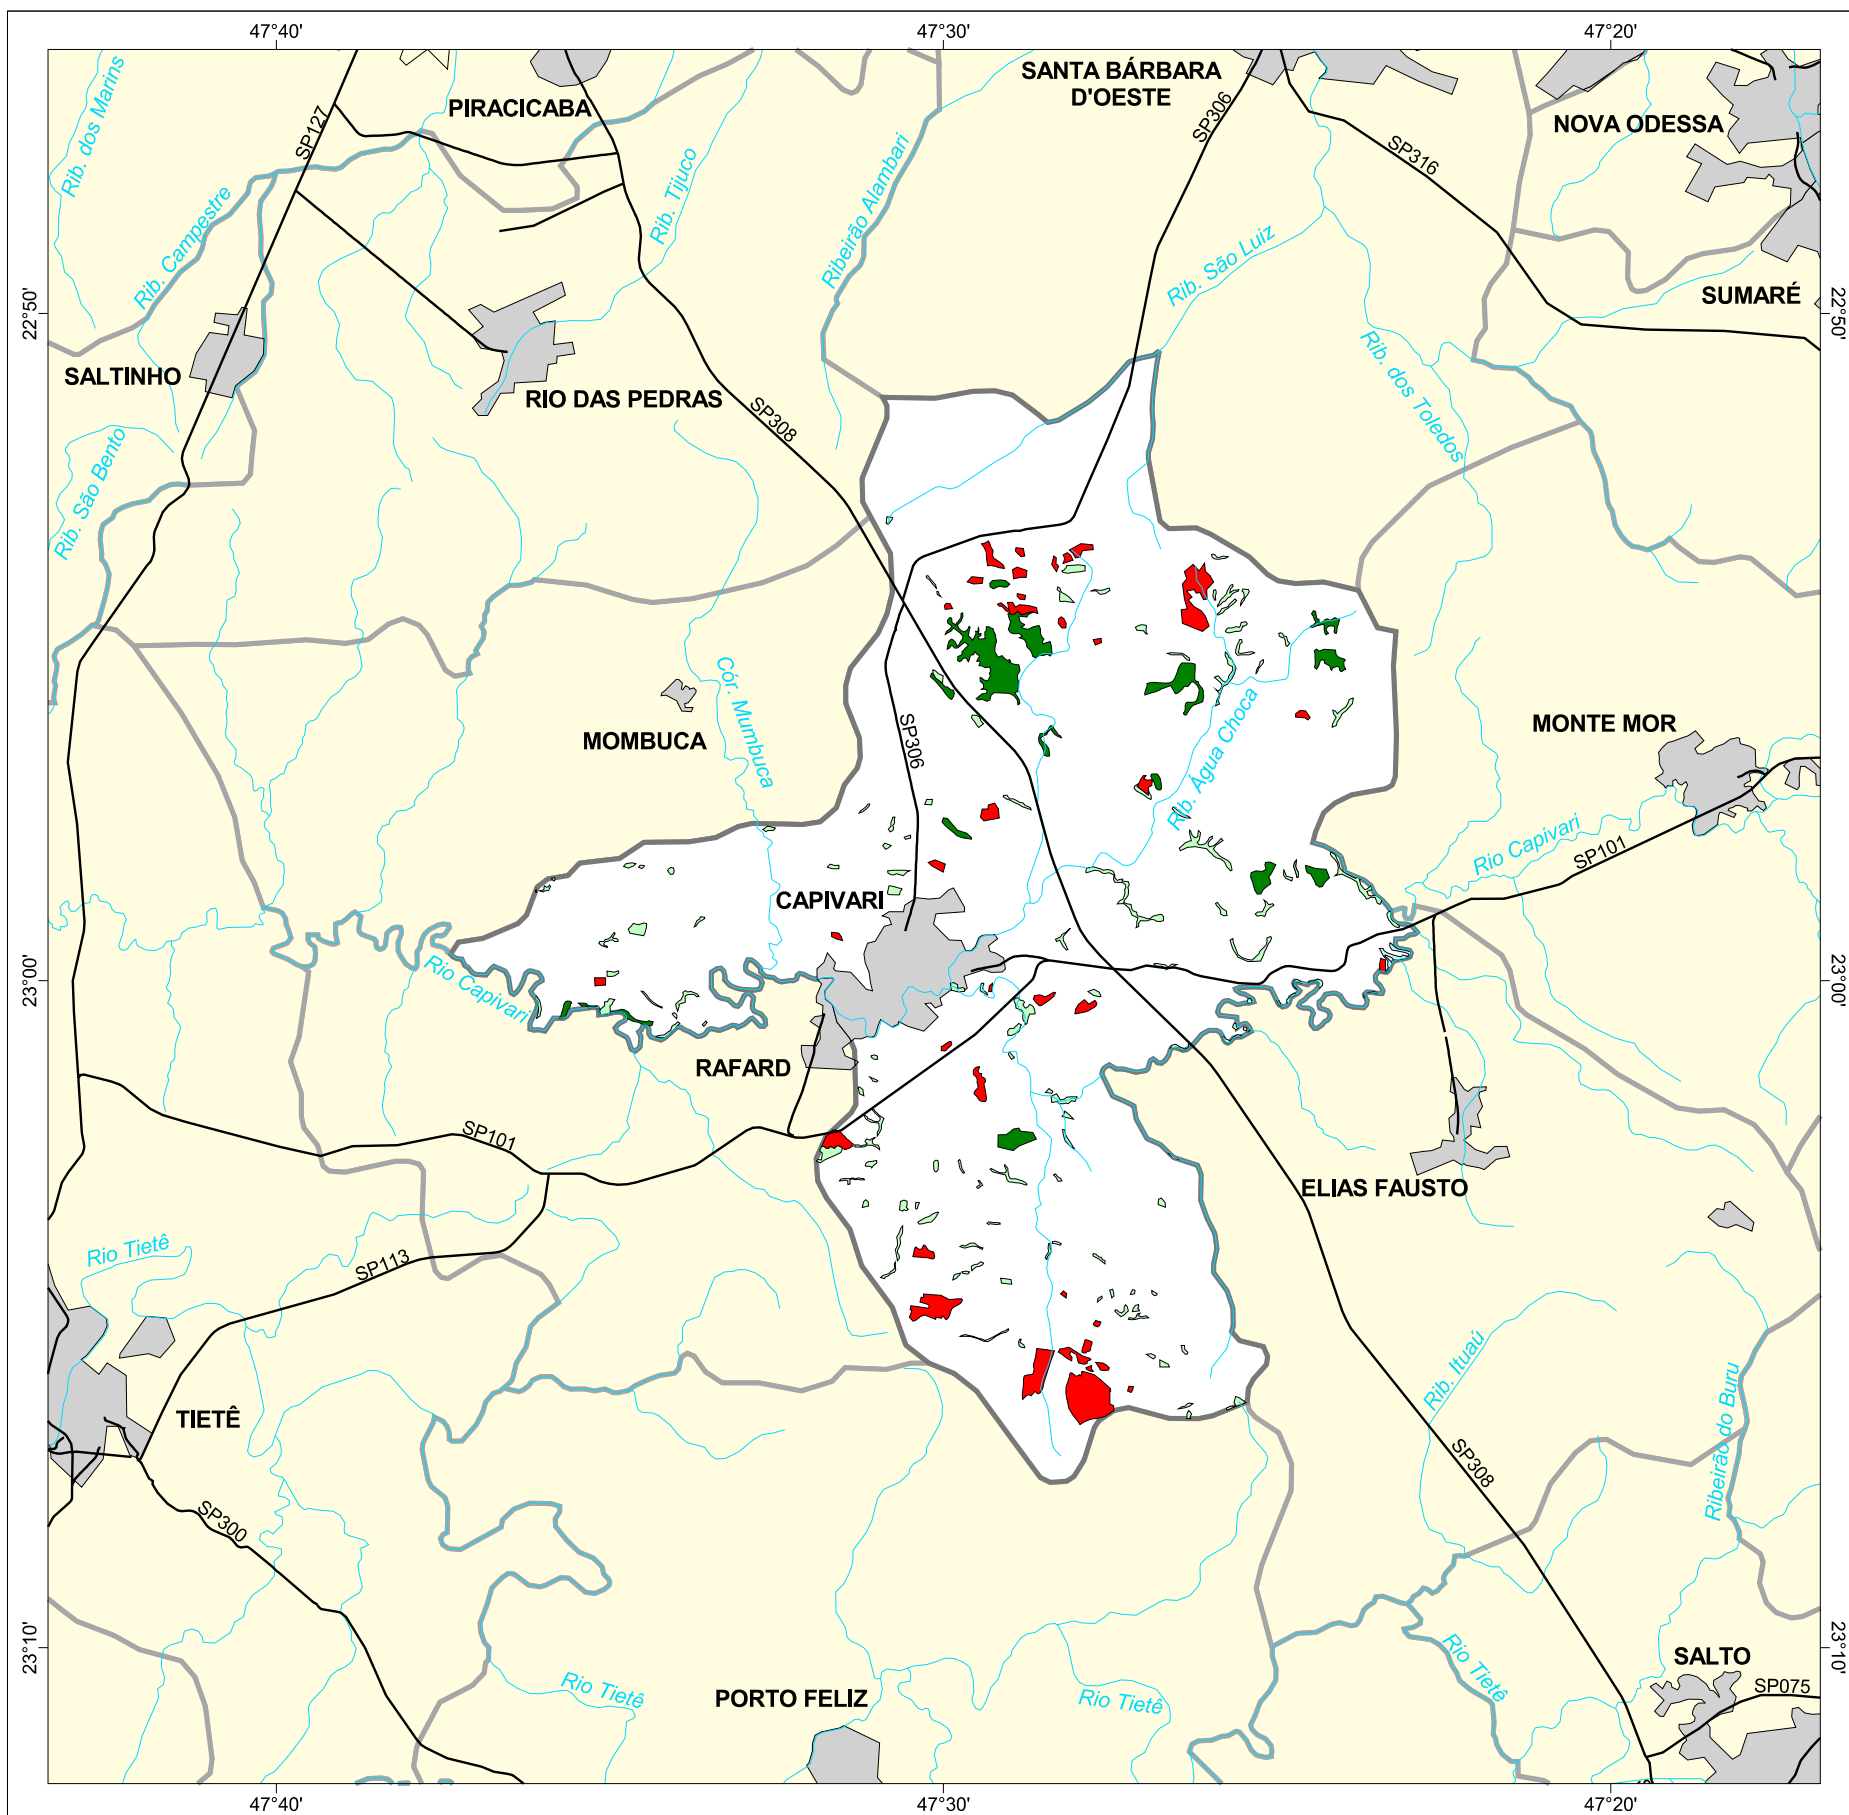 47°40'
47°30'
47°20'
Rib. dos Marins
SP127
PIRACICABA
SANTA BÁRBARA
D'OESTE
SP306
SP316
NOVA ODESSA
Rib. Campestre
Rib. Tijuco
Ribeirão Alambari
Rib. São Luiz
22°50'
22°50'
SUMARÉ
SALTINHO
RIO DAS PEDRAS
SP308
Rib. dos Toledos
Rib. São Bento
MOMBUCA
Cór. Mumbuca
SP306
Rib. Água Choca
MONTE MOR
Rio Capivari
SP101
CAPIVARI
23°00'
Rio Capivari
23°00'
RAFARD
SP101
ELIAS FAUSTO
Rio Tietê
SP113
Rib. Ituaú
Ribeirão do Buru
TIETÊ
SP308
SP300
23°10'
23°10'
Rio Tietê
PORTO FELIZ
Rio Tietê
Rio Tietê
SALTO
SP075
47°40'
47°30'
47°20'